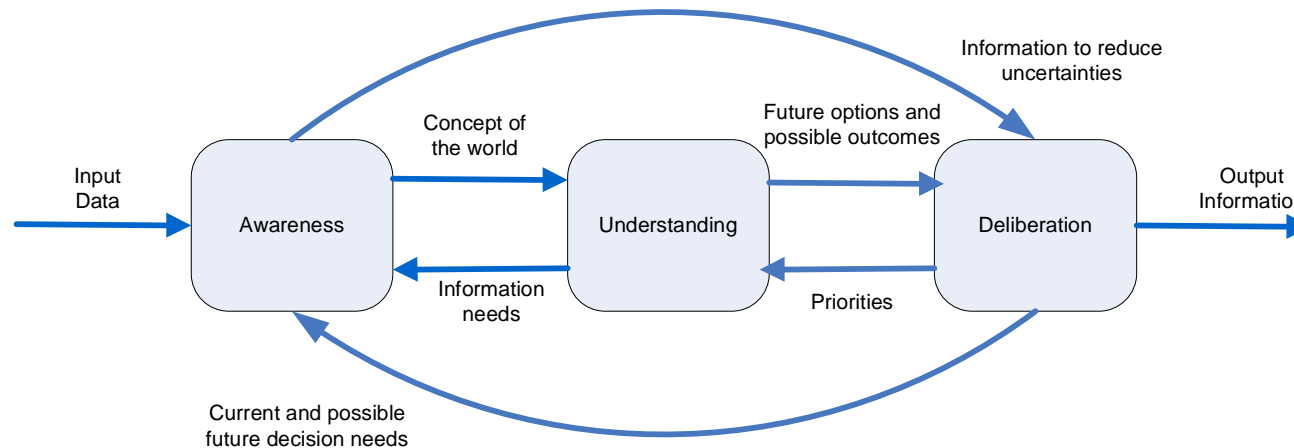 Information to reduce
uncertainties
Concept of
the world
Future options and
possible outcomes
Input
Data
Awareness
Understanding
Deliberation
Output
Informatio
Information
needs
Priorities
Current and possible
future decision needs